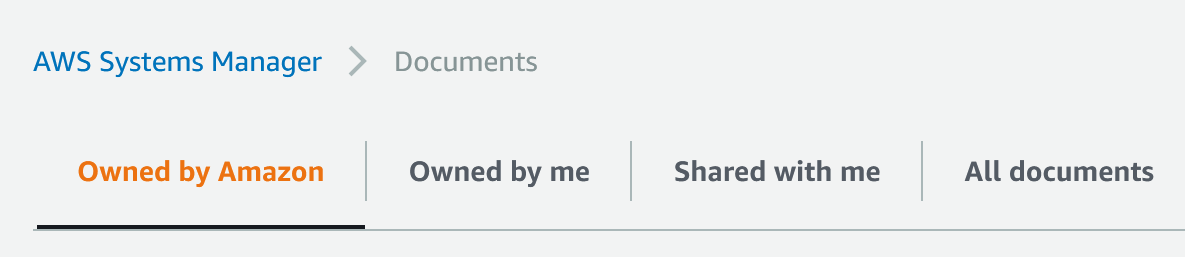 AWS Systems Manager > Documents
Owned by Amazon | Owned by me | Shared with me | All documents